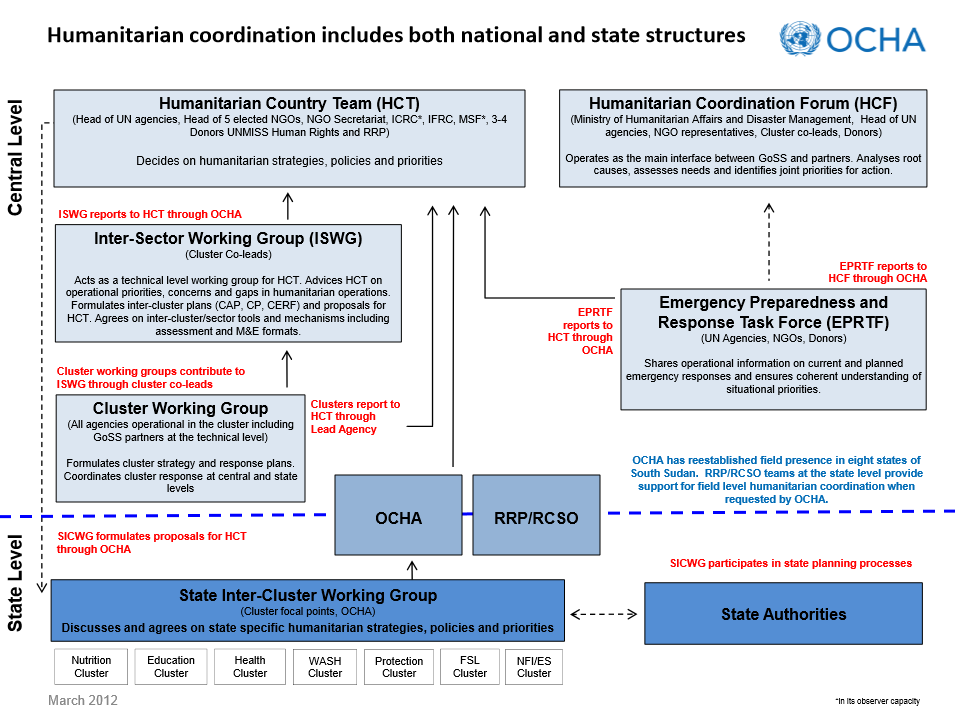 Humanitarian coordination includes both national and state structures
OCHA
Central Level
Humanitarian Country Team (HCT)
(Head of UN agencies, Head of 5 elected NGOs, NGO Secretariat, ICRC*, IFRC, MSF*, 3-4
Donors UNMISS Human Rights and RRP)
Decides on humanitarian strategies, policies and priorities
Humanitarian Coordination Forum (HCF)
(Ministry of Humanitarian Affairs and Disaster Management, Head of UN
agencies, NGO representatives, Cluster co-leads, Donors)
Operates as the main interface between GoSS and partners. Analyses root
causes, assesses needs and identifies joint priorities for action.
ISWG reports to HCT through OCHA
Inter-Sector Working Group (ISWG)
(Cluster Co-leads)
Acts as a technical level working group for HCT. Advices HCT on
operational priorities, concerns and gaps in humanitarian operations.
Formulates inter-cluster plans (CAP, CP, CERF) and proposals for
HCT. Agrees on inter-cluster/sector tools and mechanisms including
assessment and M&E formats.
EPRTF reports to
HCF through OCHA
EPRTF
reports to
HCT through
OCHA
Emergency Preparedness and
Response Task Force (EPRTF)
(UN Agencies, NGOs, Donors)
Shares operational information on current and planned
emergency responses and ensures coherent understanding of
situational priorities.
Cluster working groups contribute to
ISWG through cluster co-leads
Cluster Working Group
(All agencies operational in the cluster including
GoSS partners at the technical level)
Formulates cluster strategy and response plans.
Coordinates cluster response at central and state
levels
Clusters report to
HCT through
Lead Agency
OCHA has reestablished field presence in eight states of
South Sudan. RRP/RCSO teams at the state level provide
support for field level humanitarian coordination when
requested by OCHA.
OCHA
RRP/RCSO
State Level
SICWG formulates proposals for HCT
through OCHA
SICWG participates in state planning processes
State Inter-Cluster Working Group
(Cluster focal points, OCHA)
Discusses and agrees on state specific humanitarian strategies, policies and priorities
State Authorities
Nutrition
Cluster
Education
Cluster
Health
Cluster
WASH
Cluster
Protection
Cluster
FSL
Cluster
NFI/ES
Cluster
March 2012
*In its observer capacity